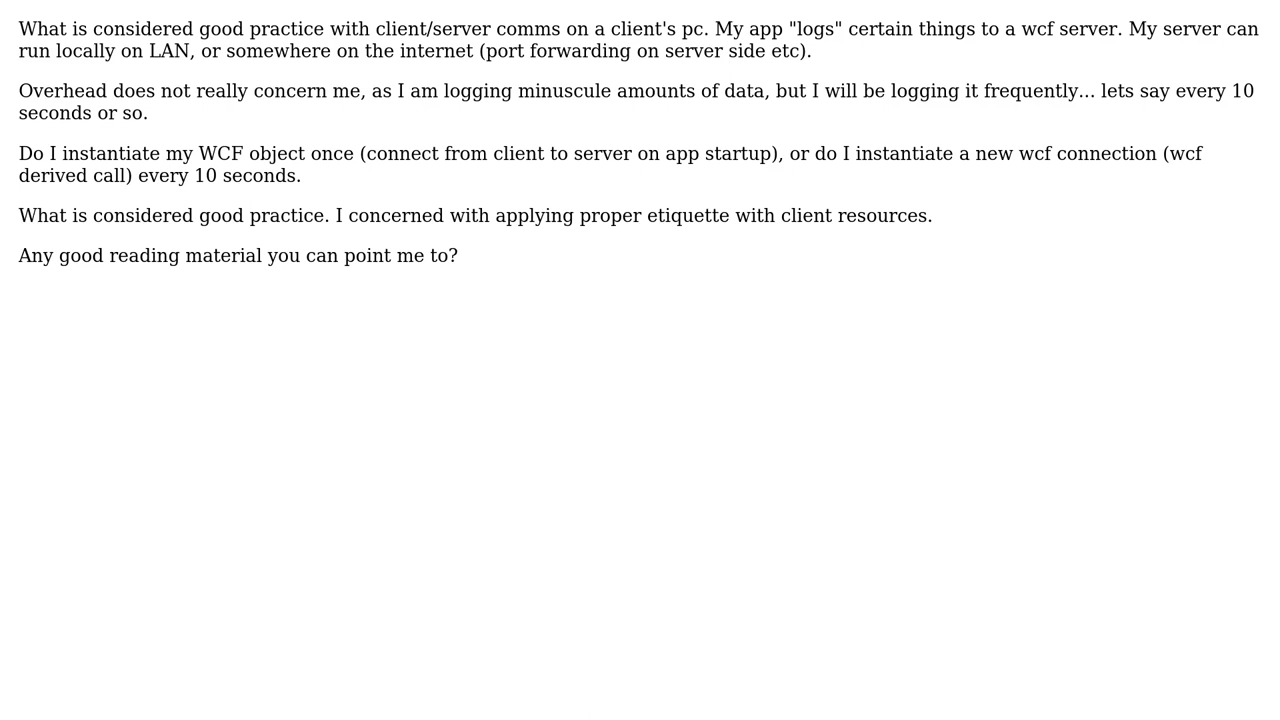 What is considered good practice with client/server comms on a client's pc. My app "logs" certain things to a wcf server. My server can
run locally on LAN, or somewhere on the internet (port forwarding on server side etc).
Overhead does not really concern me, as I am logging minuscule amounts of data, but I will be logging it frequently... lets say every 10
seconds or so.
Do I instantiate my WCF object once (connect from client to server on app startup), or do I instantiate a new wcf connection (wcf
derived call) every 10 seconds.
What is considered good practice. I concerned with applying proper etiquette with client resources.
Any good reading material you can point me to?